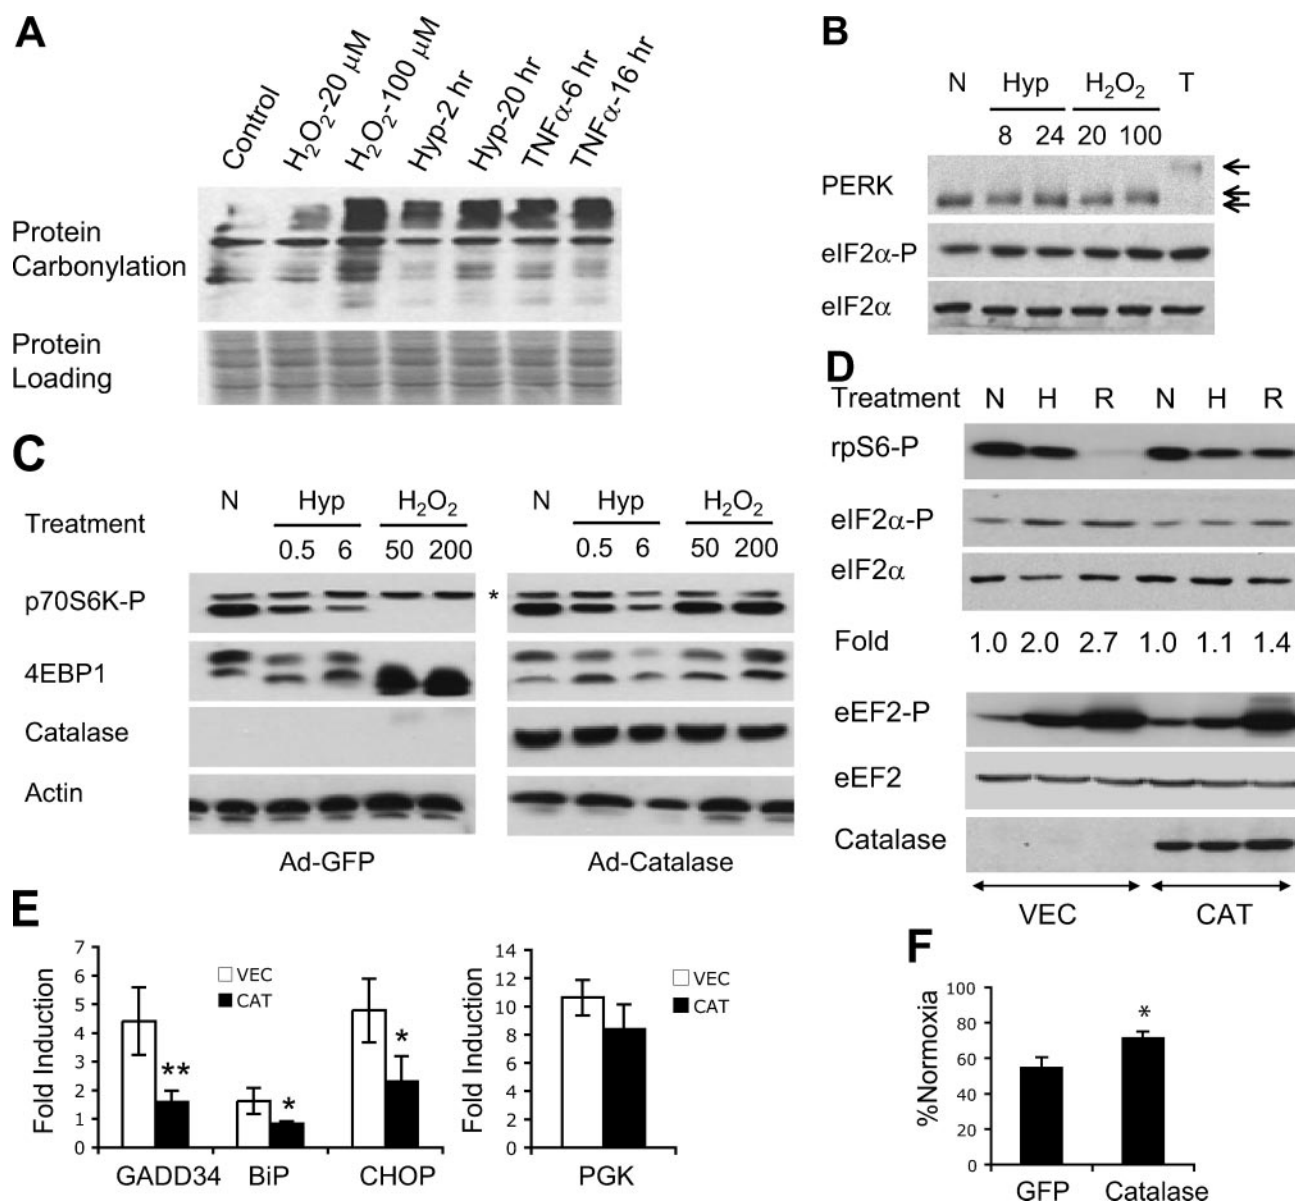 A
Control
H2O2-20 μM
H2O2-100 μM
Hyp-2 hr
Hyp-20 hr
TNFα-6 hr
TNFα-16 hr
Protein
Carbonylation
Protein
Loading
B
N Hyp H2O2 T
8 24 20 100
PERK
eIF2α-P
eIF2α
C
N Hyp H2O2 N Hyp H2O2
Treatment
0.5 6 50 200 0.5 6 50 200
p70S6K-P *
4EBP1
Catalase
Actin
Ad-GFP Ad-Catalase
D
Treatment N H R N H R
rpS6-P
eIF2α-P
eIF2α
Fold 1.0 2.0 2.7 1.0 1.1 1.4
eEF2-P
eEF2
Catalase
VEC CAT
E
Fold Induction
7
6
5
4
3
2
1
0
VEC
CAT
**
*
*
GADD34 BiP CHOP
Fold Induction
14
12
10
8
6
4
2
0
VEC
CAT
PGK
F
%Normoxia
100
80
60
40
20
0
*
GFP Catalase